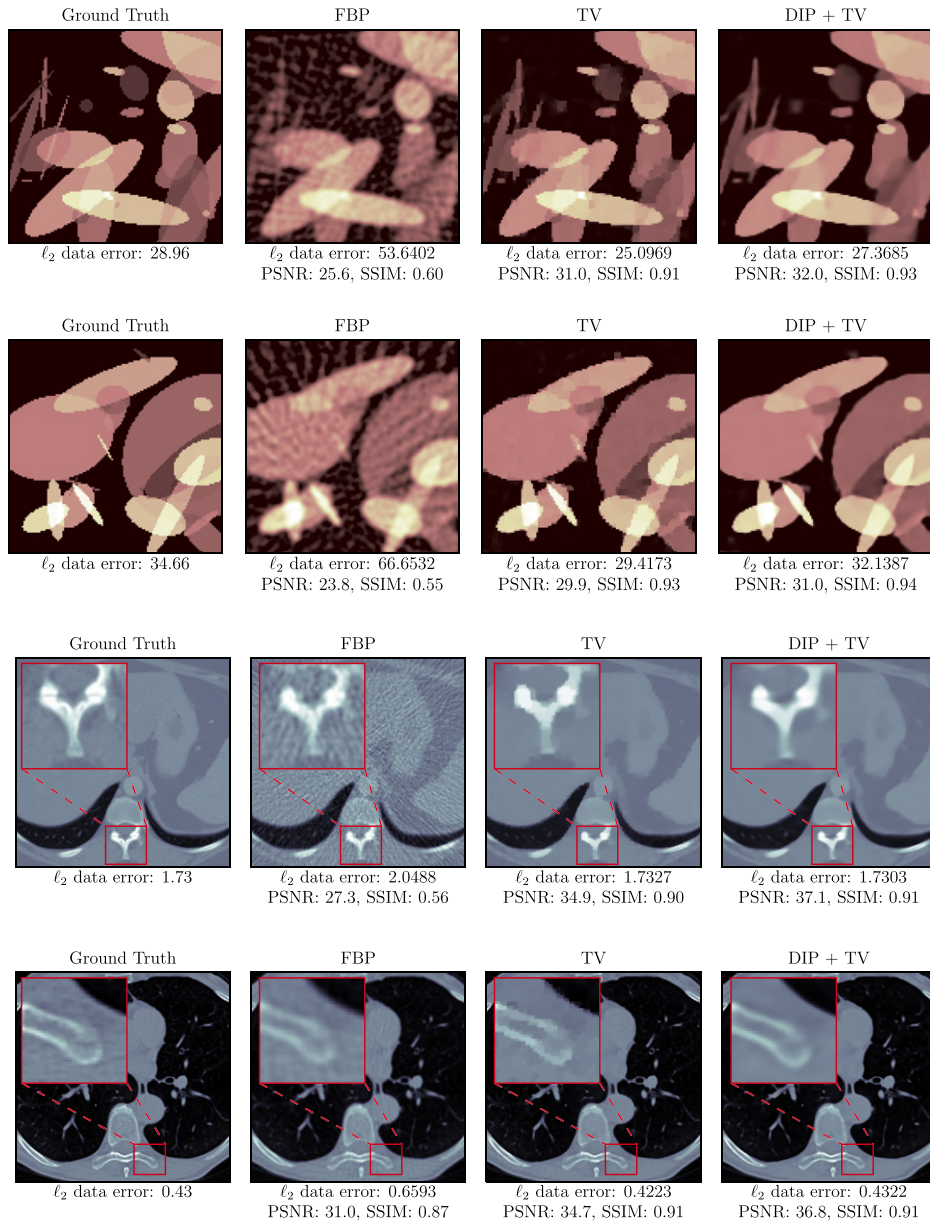 Ground Truth
FBP
TV
DIP + TV
ℓ₂ data error: 28.96
ℓ₂ data error: 53.6402
PSNR: 25.6, SSIM: 0.60
ℓ₂ data error: 25.0969
PSNR: 31.0, SSIM: 0.91
ℓ₂ data error: 27.3685
PSNR: 32.0, SSIM: 0.93
Ground Truth
FBP
TV
DIP + TV
ℓ₂ data error: 34.66
ℓ₂ data error: 66.6532
PSNR: 23.8, SSIM: 0.55
ℓ₂ data error: 29.4173
PSNR: 29.9, SSIM: 0.93
ℓ₂ data error: 32.1387
PSNR: 31.0, SSIM: 0.94
Ground Truth
FBP
TV
DIP + TV
ℓ₂ data error: 1.73
ℓ₂ data error: 2.0488
PSNR: 27.3, SSIM: 0.56
ℓ₂ data error: 1.7327
PSNR: 34.9, SSIM: 0.90
ℓ₂ data error: 1.7303
PSNR: 37.1, SSIM: 0.91
Ground Truth
FBP
TV
DIP + TV
ℓ₂ data error: 0.43
ℓ₂ data error: 0.6593
PSNR: 31.0, SSIM: 0.87
ℓ₂ data error: 0.4223
PSNR: 34.7, SSIM: 0.91
ℓ₂ data error: 0.4322
PSNR: 36.8, SSIM: 0.91